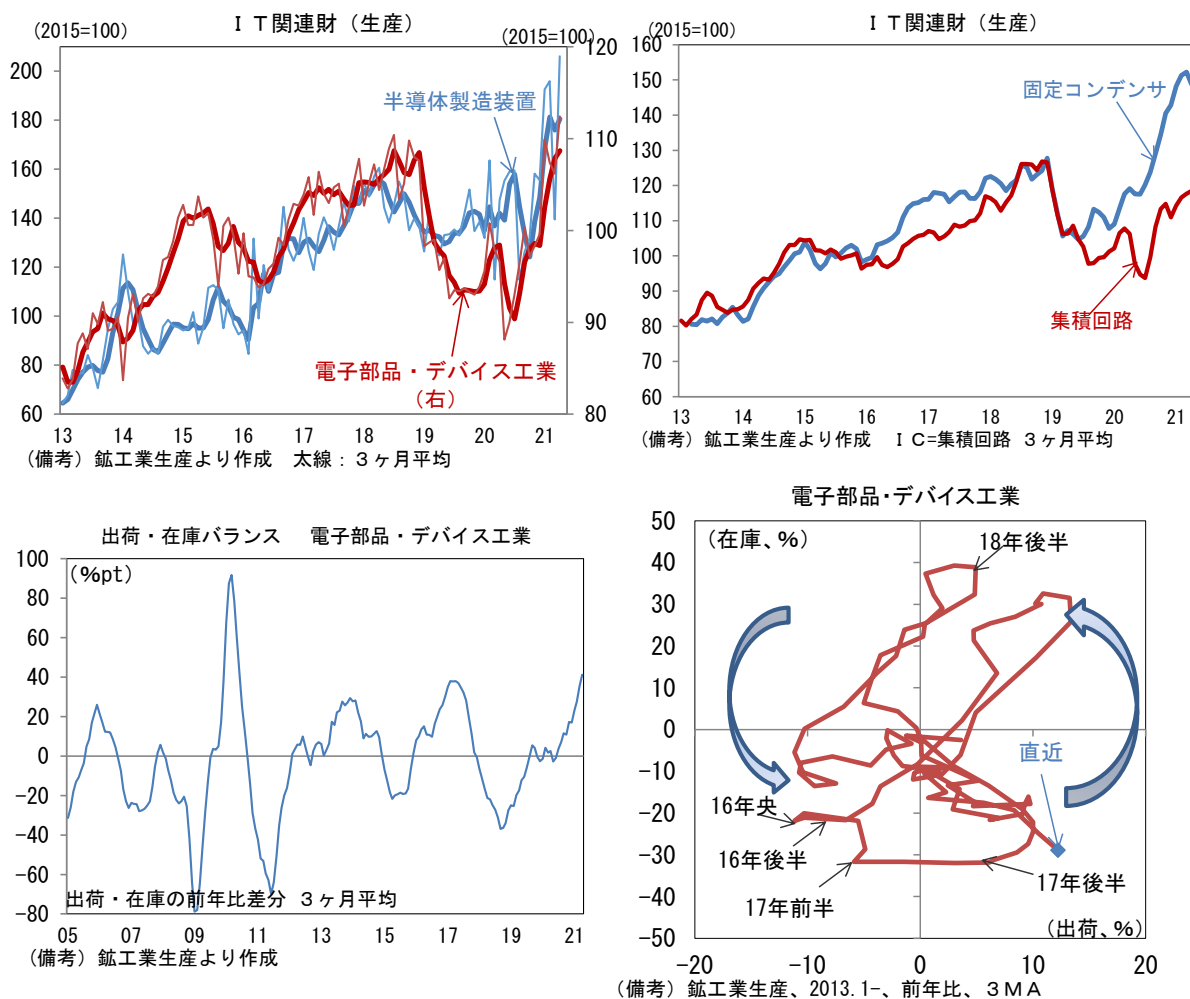 ＩＴ関連財（生産）
(2015=100)
(2015=100)
半導体製造装置
電子部品・デバイス工業
（右）
200
180
160
140
120
100
80
60
120
110
100
90
80
13 14 15 16 17 18 19 20 21
（備考）鉱工業生産より作成　太線：３ヶ月平均
ＩＴ関連財（生産）
(2015=100)
固定コンデンサ
集積回路
160
150
140
130
120
110
100
90
80
70
60
13 14 15 16 17 18 19 20 21
（備考）鉱工業生産より作成　ＩＣ=集積回路 ３ヶ月平均
出荷・在庫バランス　電子部品・デバイス工業
（%pt）
100
80
60
40
20
0
-20
-40
-60
-80
出荷・在庫の前年比差分 ３ヶ月平均
05 07 09 11 13 15 17 19 21
（備考）鉱工業生産より作成
電子部品・デバイス工業
（在庫、%）
18年後半
直近
16年央
16年後半
17年前半
17年後半
（出荷、%）
50
40
30
20
10
0
-10
-20
-30
-40
-50
-20 -10 0 10 20
（備考）鉱工業生産、2013.1-、前年比、３ＭＡ